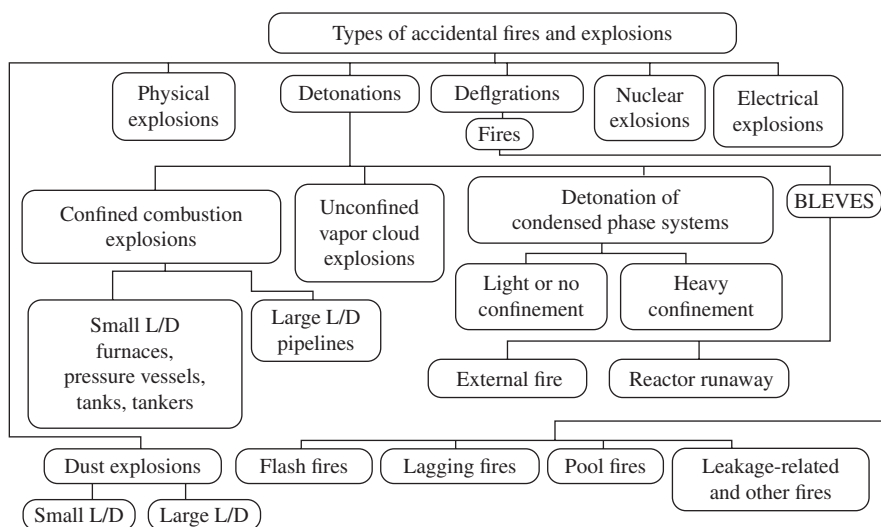 Types of accidental fires and explosions
Physical
explosions
Detonations
Deflgrations
Nuclear
exlosions
Electrical
explosions
Fires
Confined combustion
explosions
Unconfined
vapor cloud
explosions
Detonation of
condensed phase systems
BLEVES
Light or no
confinement
Heavy
confinement
Small L/D
furnaces,
pressure vessels,
tanks, tankers
Large L/D
pipelines
External fire
Reactor runaway
Dust explosions
Flash fires
Lagging fires
Pool fires
Leakage-related
and other fires
Small L/D
Large L/D